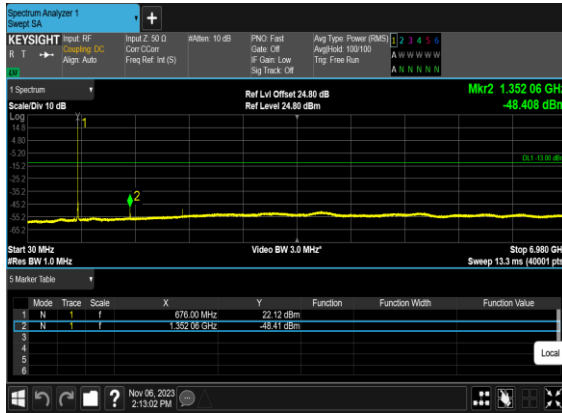 Spectrum Analyzer 1
Swept SA
+
KEYSIGHT Input: RF Input Z: 50 Ω #Atten: 10 dB PNO: Fast Avg Type: Power (RMS) 1 2 3 4 5 6
R T Coupling: DC Corr CCorr Gate: Off Avg|Hold: 100/100 A W W W W W
Align: Auto Freq Ref: Int (S) IF Gain: Low Trig: Free Run
Sig Track: Off A N N N N N
1 Spectrum Ref Lvl Offset 24.80 dB Mkr2 1.352 06 GHz
Scale/Div 10 dB Ref Level 24.80 dBm -48.408 dBm
Log
14.8
4.80
-5.20
-15.2
-25.2
-35.2
-45.2
-55.2
-65.2
1
2
DL1 -13.00 dBm
Start 30 MHz Video BW 3.0 MHz* Stop 6.980 GHz
#Res BW 1.0 MHz Sweep 13.3 ms (40001 pts)
5 Marker Table
Mode Trace Scale X Y Function Function Width Function Value
1 N 1 f 676.00 MHz 22.12 dBm
2 N 1 f 1.352 06 GHz -48.41 dBm
3
4
5
6
Local
? Nov 06, 2023
2:13:02 PM